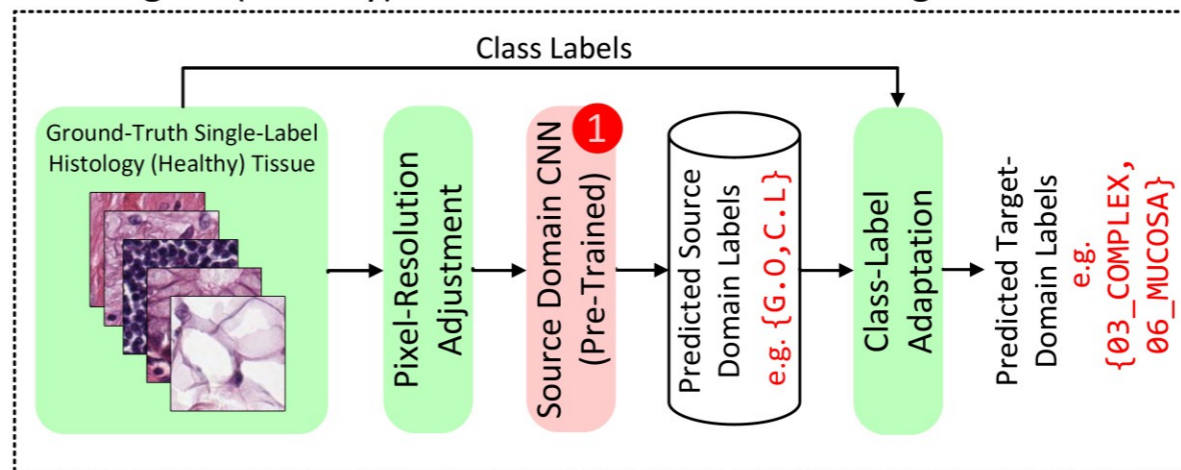 Class Labels
Ground-Truth Single-Label
Histology (Healthy) Tissue
Pixel-Resolution
Adjustment
Source Domain CNN
(Pre-Trained)
1
Predicted Source
Domain Labels
e.g. {G.O,C.L}
Class-Label
Adaptation
Predicted Target-
Domain Labels
e.g.
{03_COMPLEX,
06_MUCOSA}